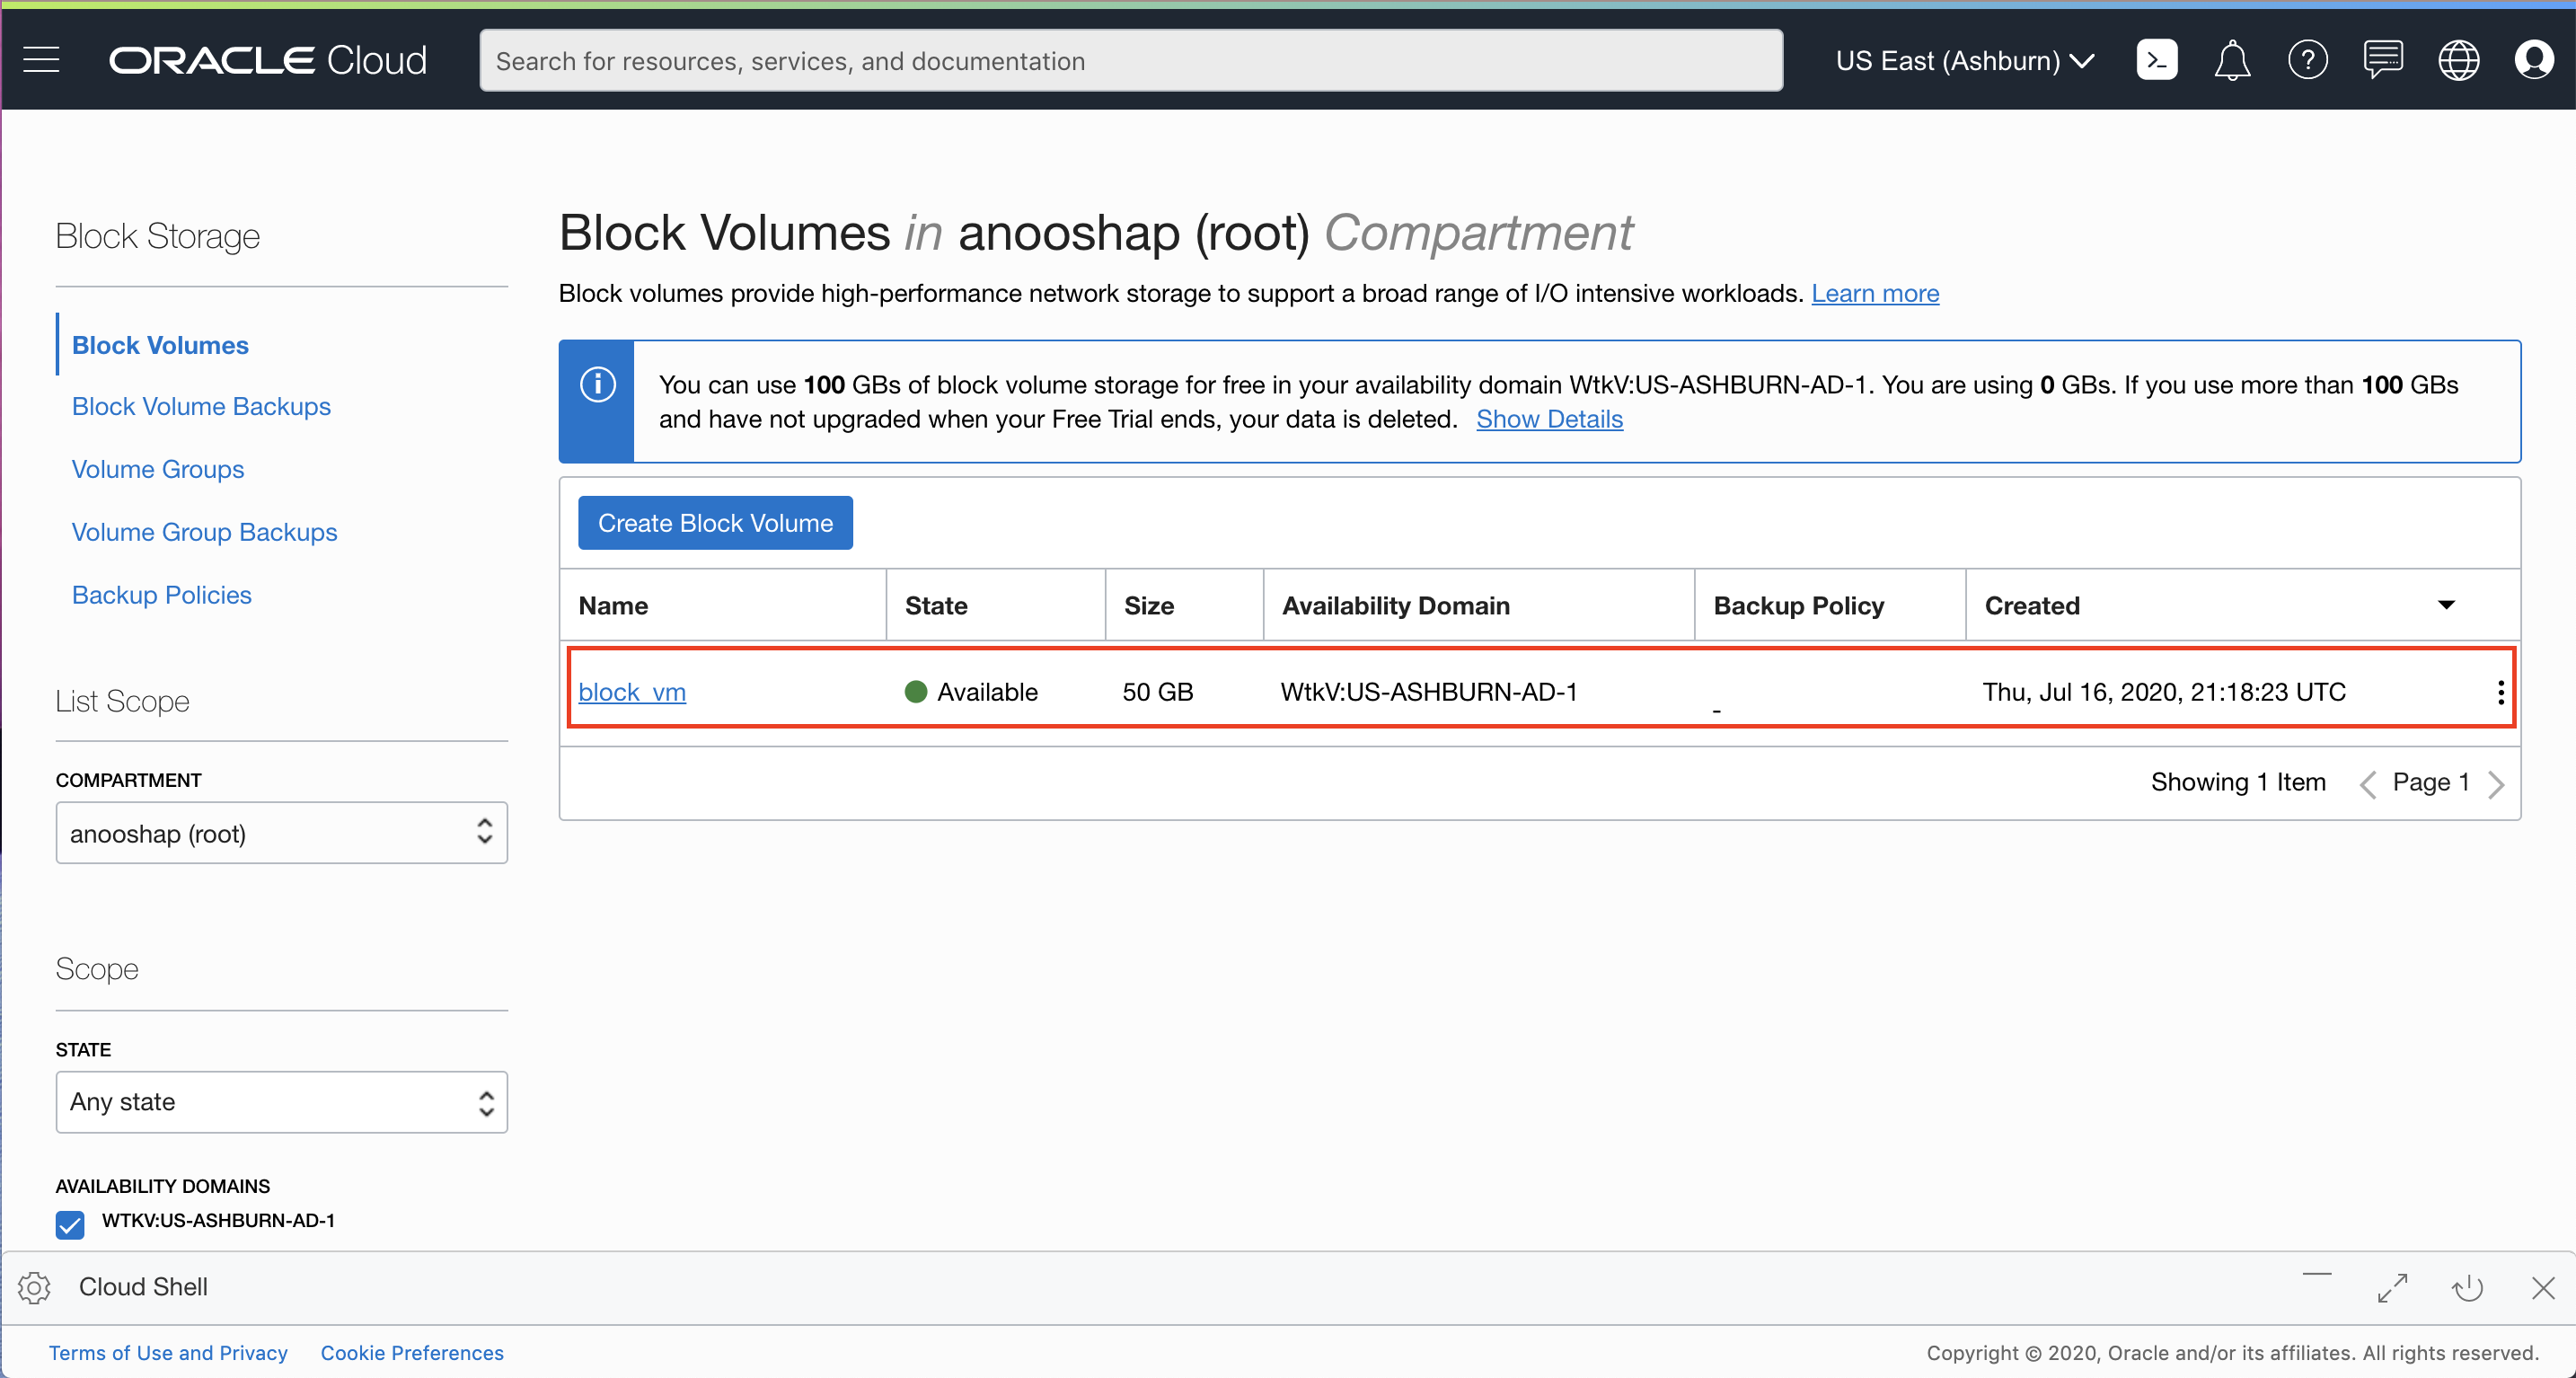 ORACLE Cloud
Search for resources, services, and documentation
US East (Ashburn)
Block Storage
Block Volumes
Block Volume Backups
Volume Groups
Volume Group Backups
Backup Policies
List Scope
COMPARTMENT
anooshap (root)
Scope
STATE
Any state
AVAILABILITY DOMAINS
WTKV:US-ASHBURN-AD-1
Block Volumes in anooshap (root) Compartment
Block volumes provide high-performance network storage to support a broad range of I/O intensive workloads. Learn more
You can use 100 GBs of block volume storage for free in your availability domain WtkV:US-ASHBURN-AD-1. You are using 0 GBs. If you use more than 100 GBs
and have not upgraded when your Free Trial ends, your data is deleted. Show Details
Create Block Volume
Name State Size Availability Domain Backup Policy Created
block_vm Available 50 GB WtkV:US-ASHBURN-AD-1 - Thu, Jul 16, 2020, 21:18:23 UTC
Showing 1 Item Page 1
Cloud Shell
Terms of Use and Privacy Cookie Preferences
Copyright © 2020, Oracle and/or its affiliates. All rights reserved.